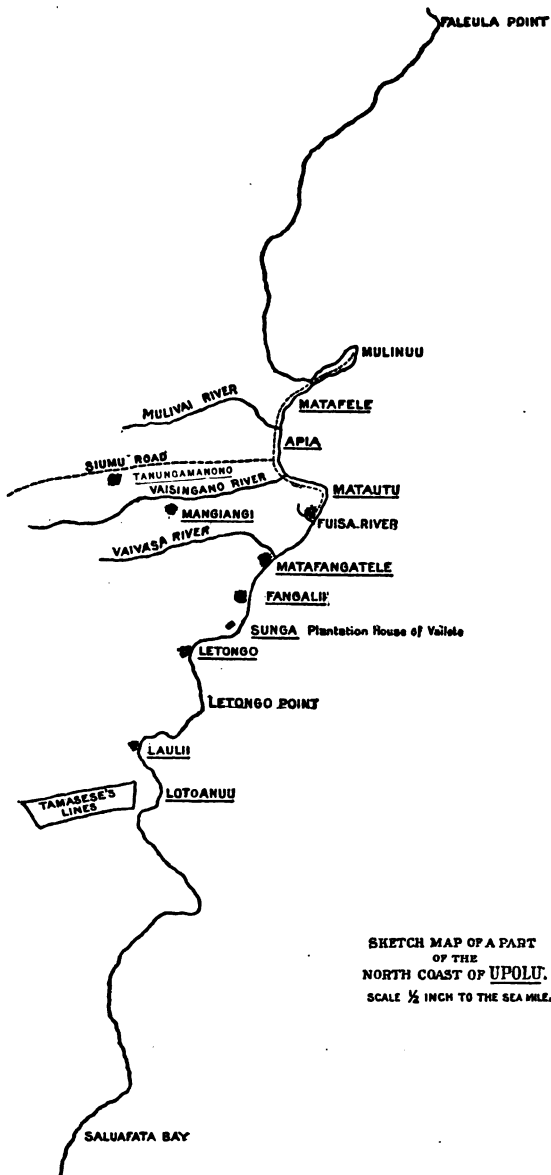 FALEULA POINT
MULINUU
MATAFELE
MULIVAI RIVER
APIA
SIUMU ROAD
TANUNGAMANONO
VAISINGANO RIVER
MATAUTU
MANGIANGI
FUISA RIVER
VAIVASA RIVER
MATAFANGATELE
FANGALII
SUNGA Plantation House of Vailele
LETONGO
LETONGO POINT
LAULII
LOTOANUU
TAMASESE'S
LINES
SKETCH MAP OF A PART
OF THE
NORTH COAST OF UPOLU.
SCALE ½ INCH TO THE SEA MILE.
SALUAFATA BAY